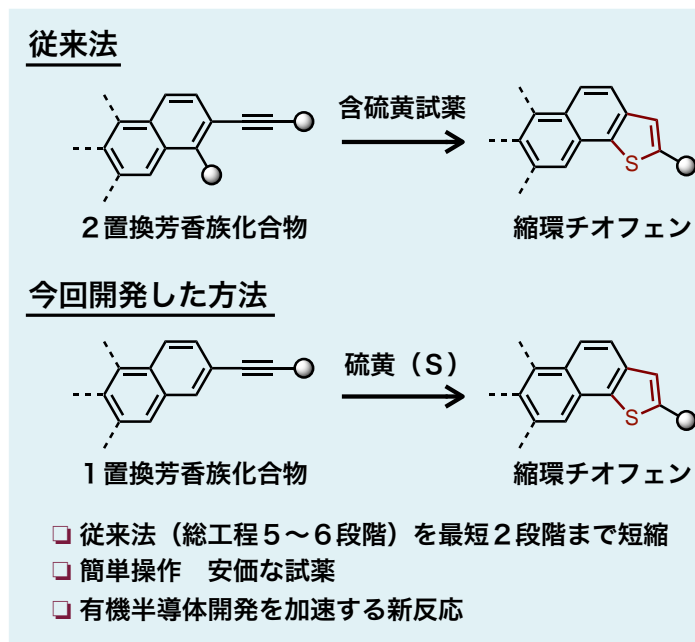 従来法
含硫黄試薬
S
２置換芳香族化合物
縮環チオフェン
今回開発した方法
硫黄（S）
S
１置換芳香族化合物
縮環チオフェン
❏ 従来法（総工程５〜６段階）を最短２段階まで短縮
❏ 簡単操作　安価な試薬
❏ 有機半導体開発を加速する新反応